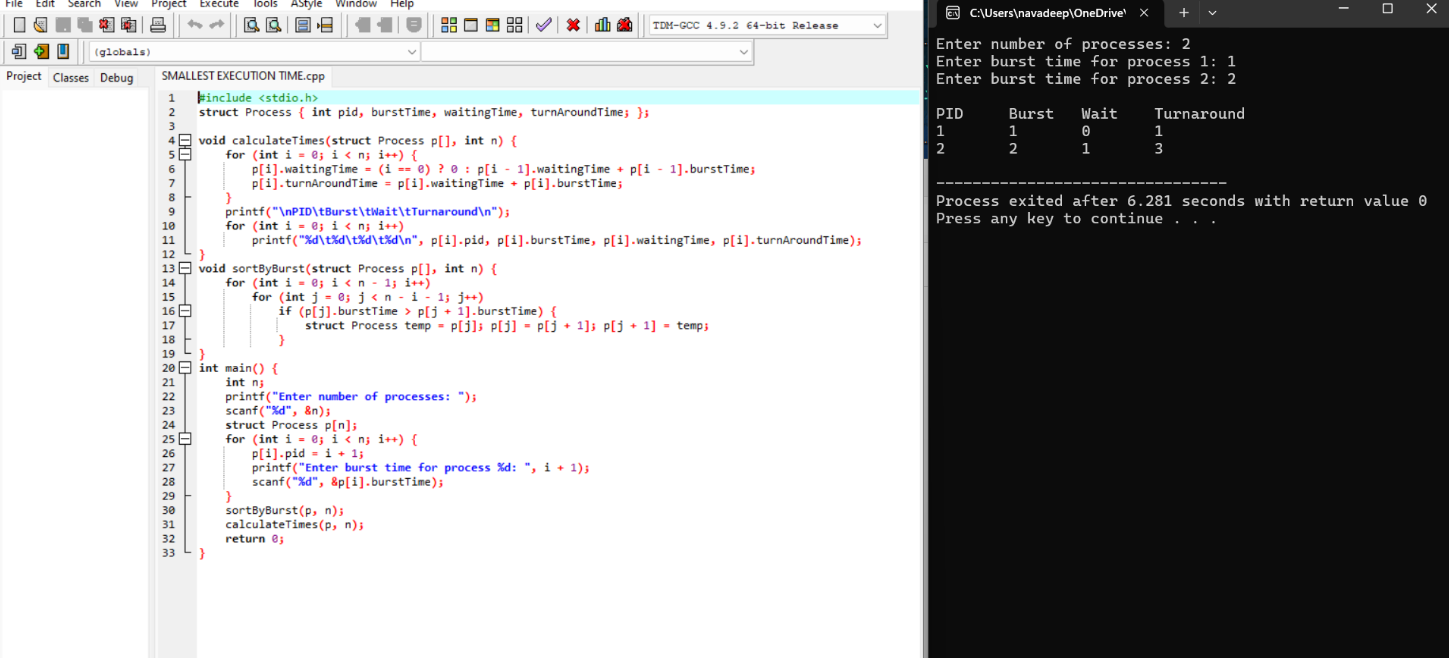 File Edit Search View Project Execute Tools AStyle Window Help
TDM-GCC 4.9.2 64-bit Release
(globals)
Project Classes Debug
SMALLEST EXECUTION TIME.cpp
1 #include <stdio.h>
2 struct Process { int pid, burstTime, waitingTime, turnAroundTime; };
3
4 void calculateTimes(struct Process p[], int n) {
5     for (int i = 0; i < n; i++) {
6         p[i].waitingTime = (i == 0) ? 0 : p[i - 1].waitingTime + p[i - 1].burstTime;
7         p[i].turnAroundTime = p[i].waitingTime + p[i].burstTime;
8     }
9     printf("\nPID\tBurst\tWait\tTurnaround\n");
10     for (int i = 0; i < n; i++)
11         printf("%d\t%d\t%d\t%d\n", p[i].pid, p[i].burstTime, p[i].waitingTime, p[i].turnAroundTime);
12 }
13 void sortByBurst(struct Process p[], int n) {
14     for (int i = 0; i < n - 1; i++)
15         for (int j = 0; j < n - i - 1; j++)
16             if (p[j].burstTime > p[j + 1].burstTime) {
17                 struct Process temp = p[j]; p[j] = p[j + 1]; p[j + 1] = temp;
18             }
19 }
20 int main() {
21     int n;
22     printf("Enter number of processes: ");
23     scanf("%d", &n);
24     struct Process p[n];
25     for (int i = 0; i < n; i++) {
26         p[i].pid = i + 1;
27         printf("Enter burst time for process %d: ", i + 1);
28         scanf("%d", &p[i].burstTime);
29     }
30     sortByBurst(p, n);
31     calculateTimes(p, n);
32     return 0;
33 }
C:\Users\navadeep\OneDrive'
Enter number of processes: 2
Enter burst time for process 1: 1
Enter burst time for process 2: 2
PID Burst Wait Turnaround
1 1 0 1
2 2 1 3
--------------------------------
Process exited after 6.281 seconds with return value 0
Press any key to continue . . .